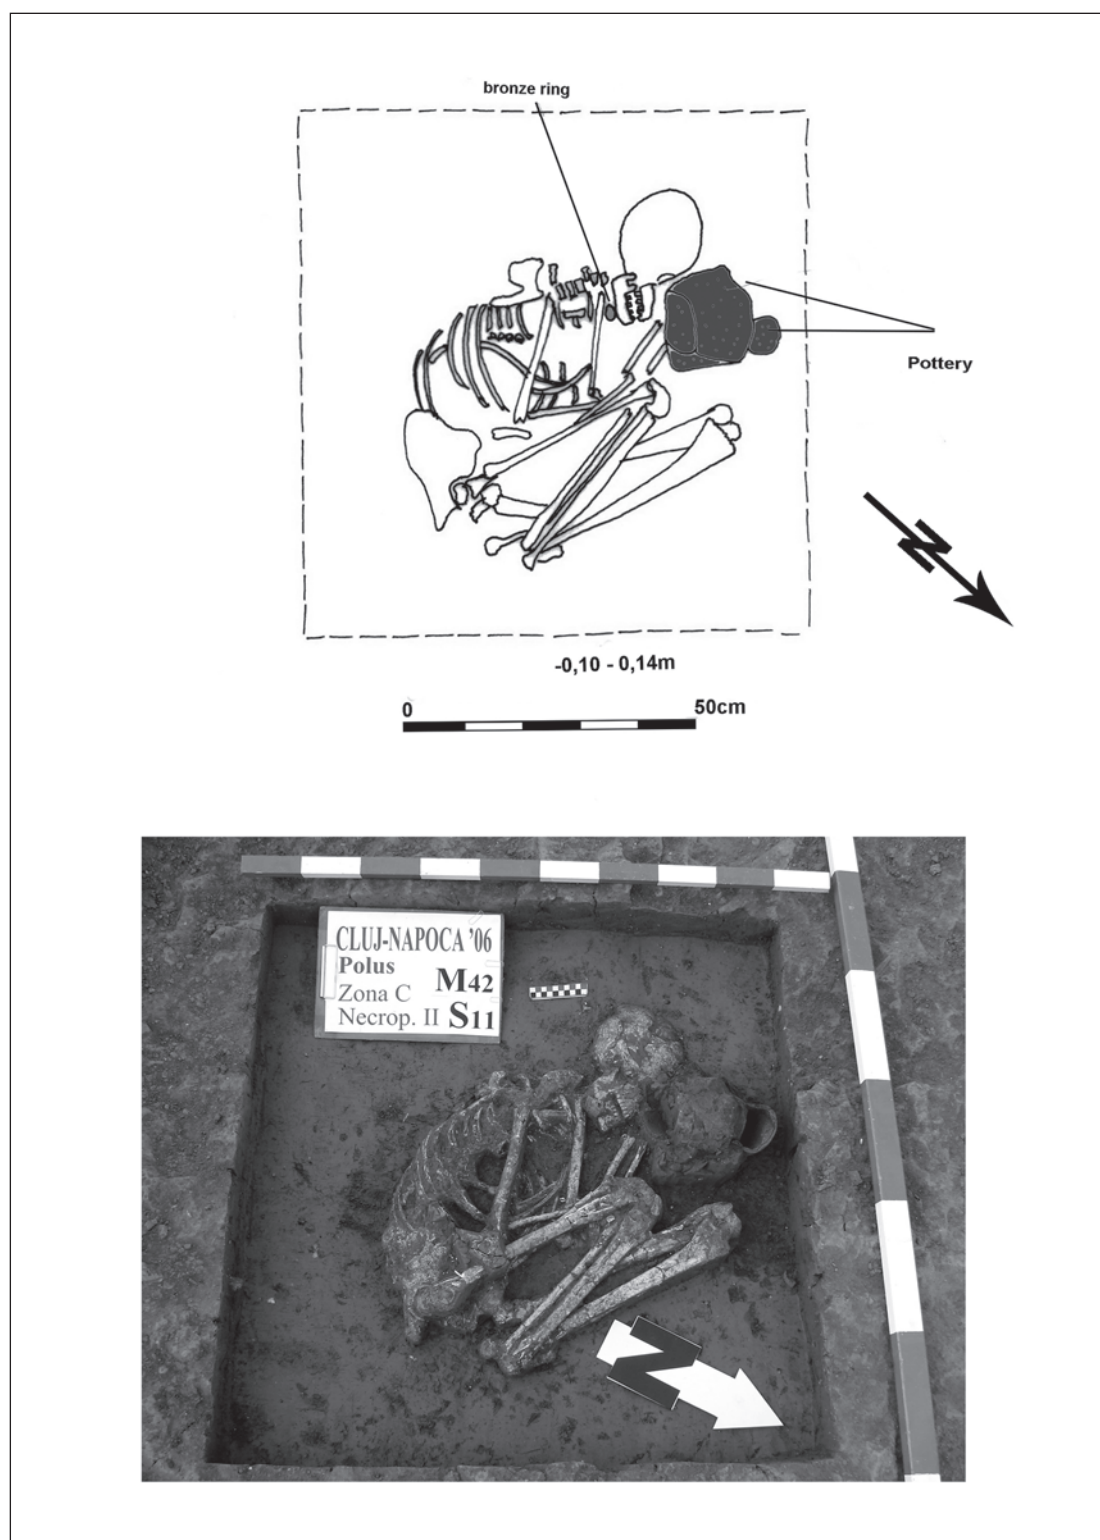 bronze ring
Pottery
N
-0,10 - 0,14m
0 50cm
CLUJ-NAPOCA '06
Polus M42
Zona C
Necrop. II S11
N